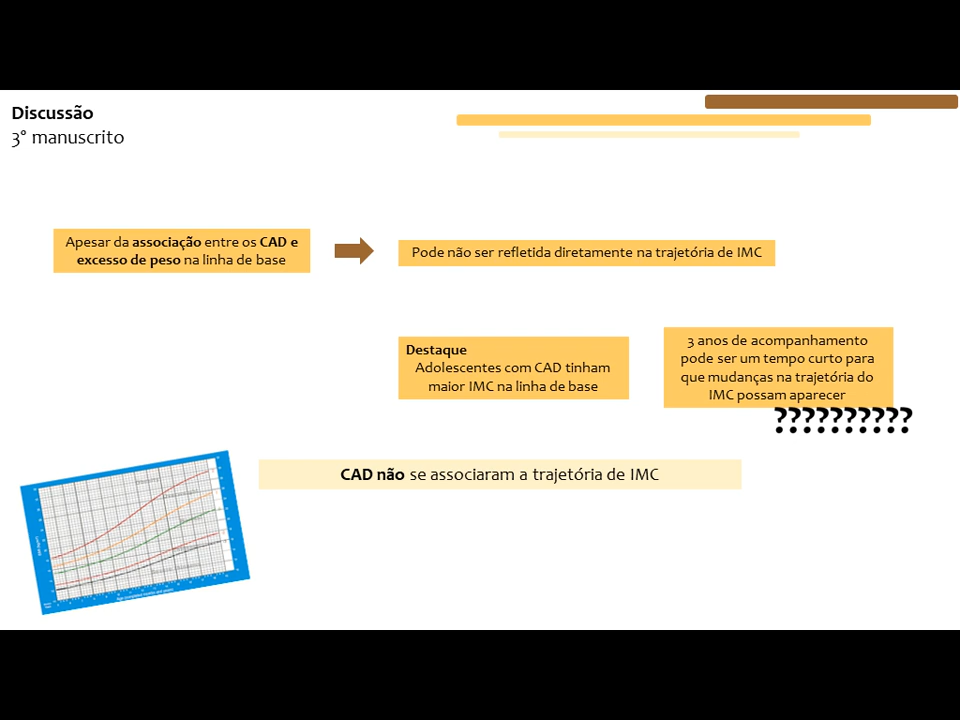 Discussão
3° manuscrito
Apesar da associação entre os CAD e
excesso de peso na linha de base
Pode não ser refletida diretamente na trajetória de IMC
Destaque
Adolescentes com CAD tinham
maior IMC na linha de base
3 anos de acompanhamento
pode ser um tempo curto para
que mudanças na trajetória do
IMC possam aparecer
??????????
CAD não se associaram a trajetória de IMC